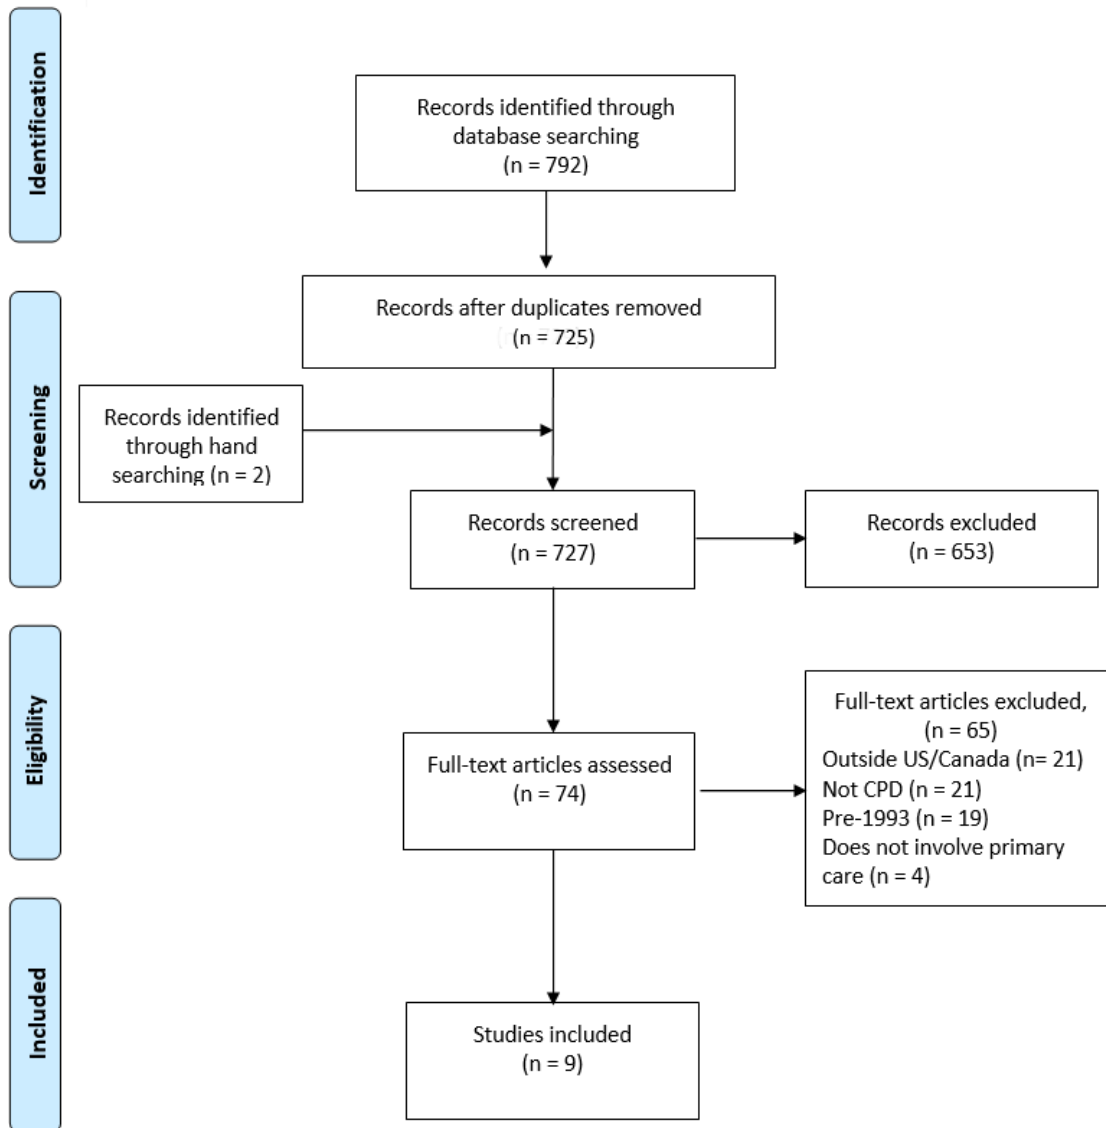 Identification
Records identified through
database searching
(n = 792)
Records after duplicates removed
(n = 725)
Screening
Records identified
through hand
searching (n = 2)
Records screened
(n = 727)
Records excluded
(n = 653)
Eligibility
Full-text articles assessed
(n = 74)
Full-text articles excluded,
(n = 65)
Outside US/Canada (n= 21)
Not CPD (n = 21)
Pre-1993 (n = 19)
Does not involve primary
care (n = 4)
Included
Studies included
(n = 9)